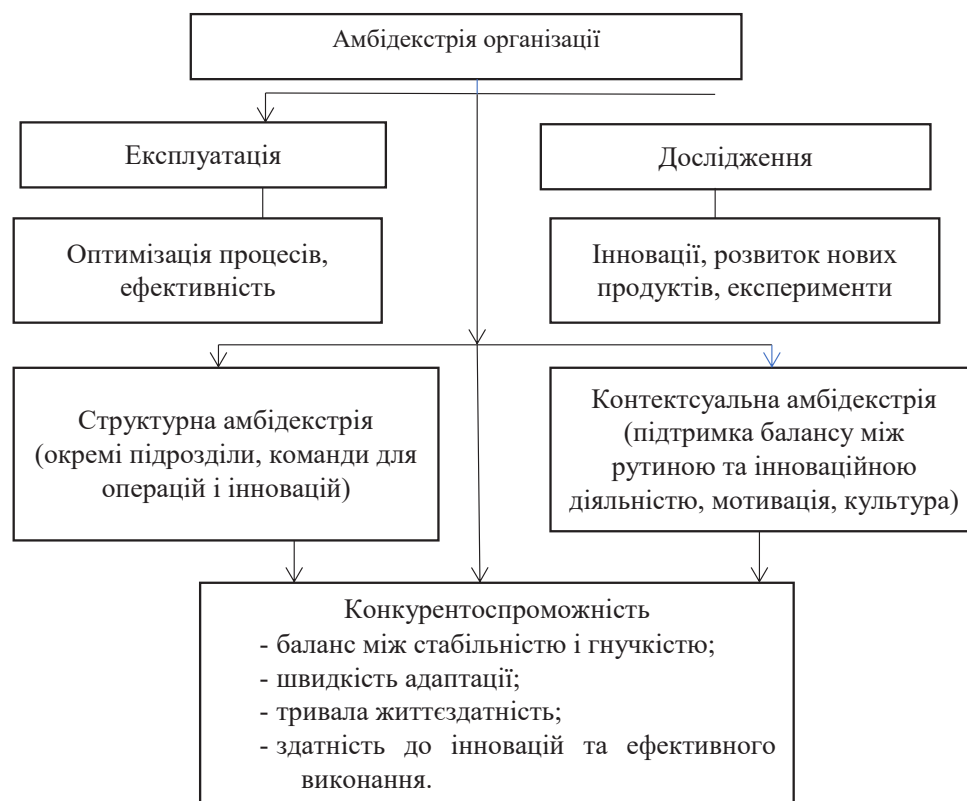 Амбідекстрія організації
Експлуатація
Дослідження
Оптимізація процесів,
ефективність
Інновації, розвиток нових
продуктів, експерименти
Структурна амбідекстрія
(окремі підрозділи, команди для
операцій і інновацій)
Контектсуальна амбідекстрія
(підтримка балансу між
рутиною та інноваційною
діяльністю, мотивація, культура)
Конкурентоспроможність
- баланс між стабільністю і гнучкістю;
- швидкість адаптації;
- тривала життєздатність;
- здатність до інновацій та ефективного
виконання.